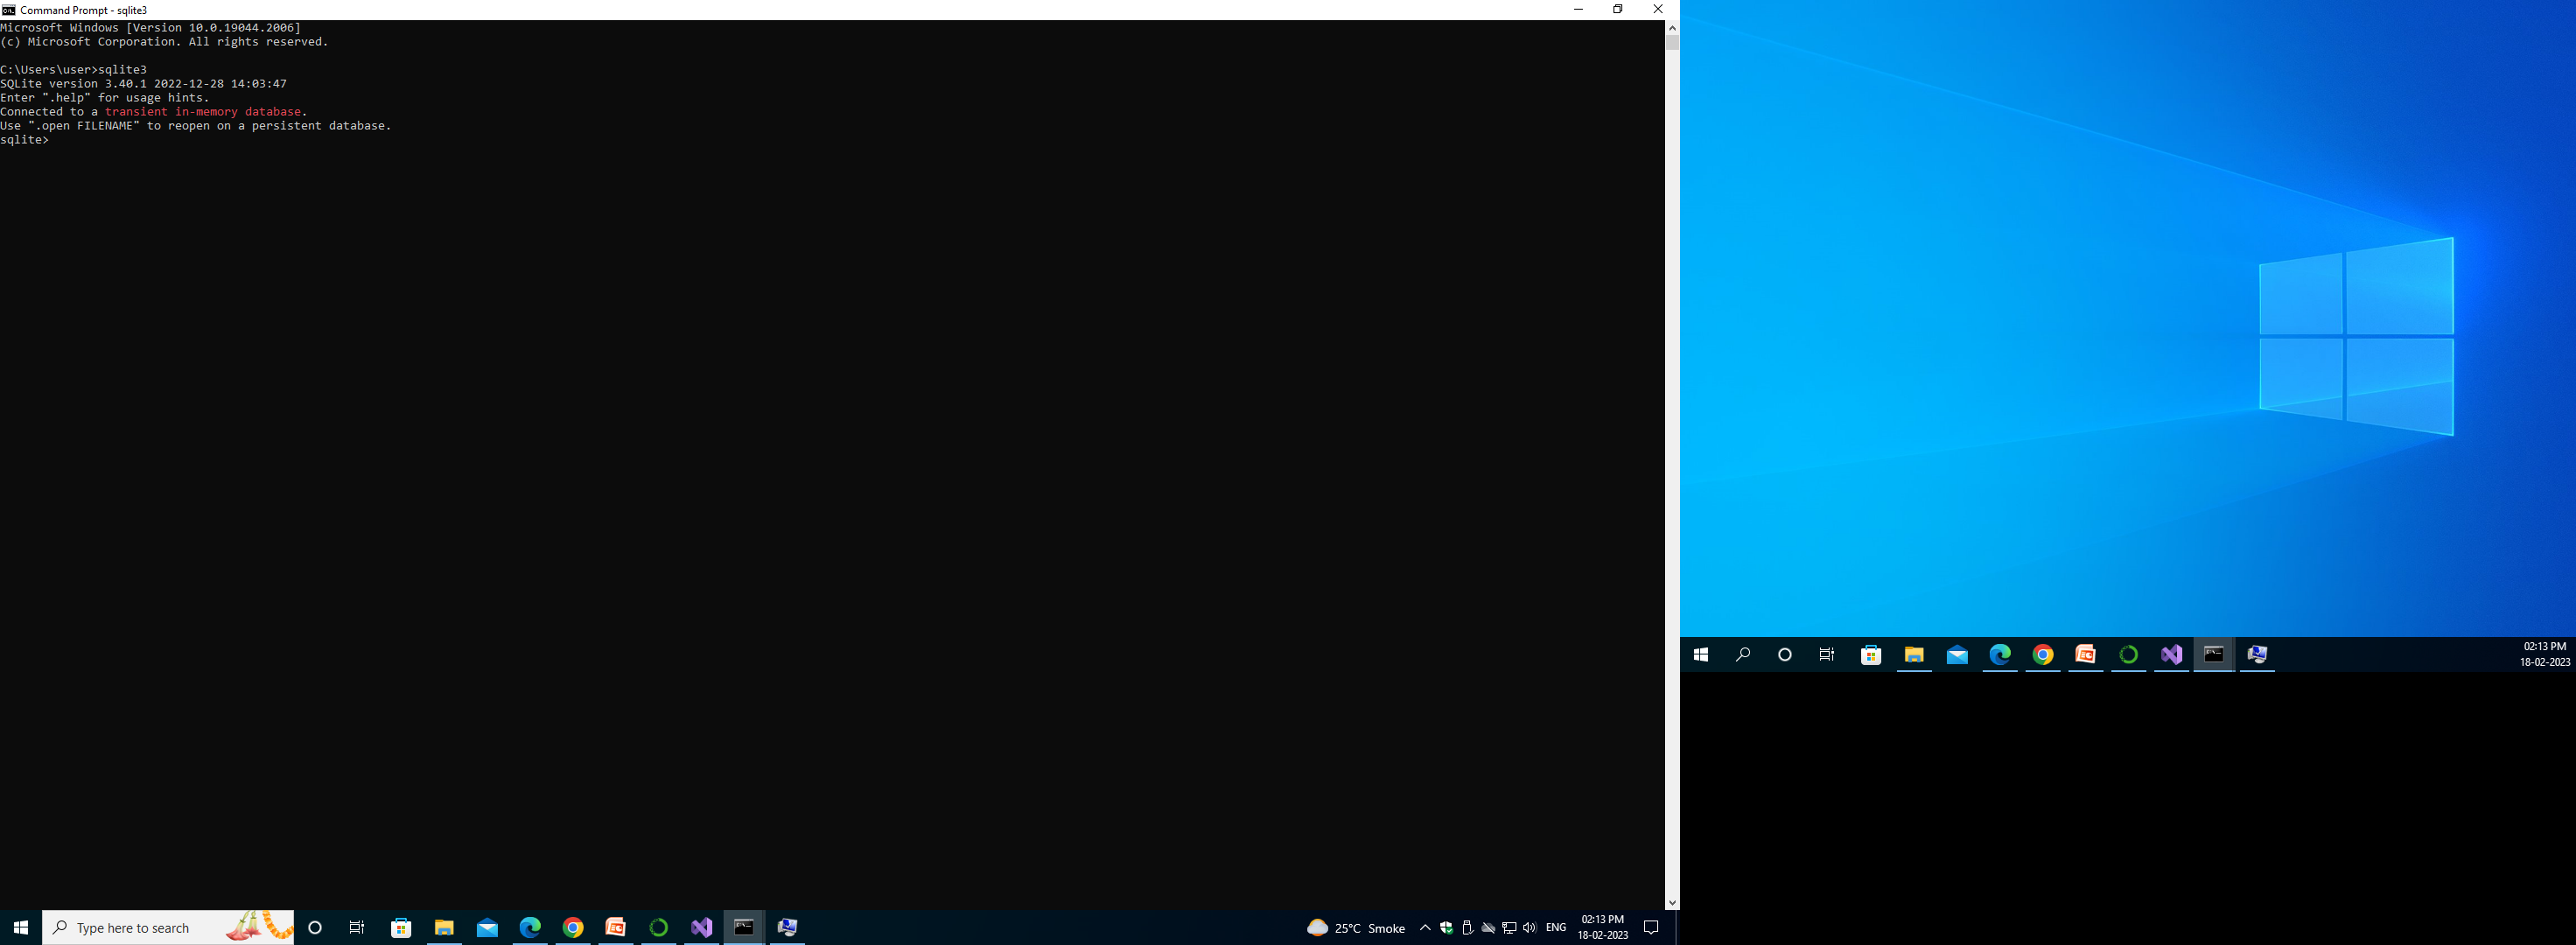 Command Prompt - sqlite3
Microsoft Windows [Version 10.0.19044.2006]
(c) Microsoft Corporation. All rights reserved.
C:\Users\user>sqlite3
SQLite version 3.40.1 2022-12-28 14:03:47
Enter ".help" for usage hints.
Connected to a transient in-memory database.
Use ".open FILENAME" to reopen on a persistent database.
sqlite>
02:13 PM
18-02-2023
Type here to search
25°C Smoke
ENG
02:13 PM
18-02-2023